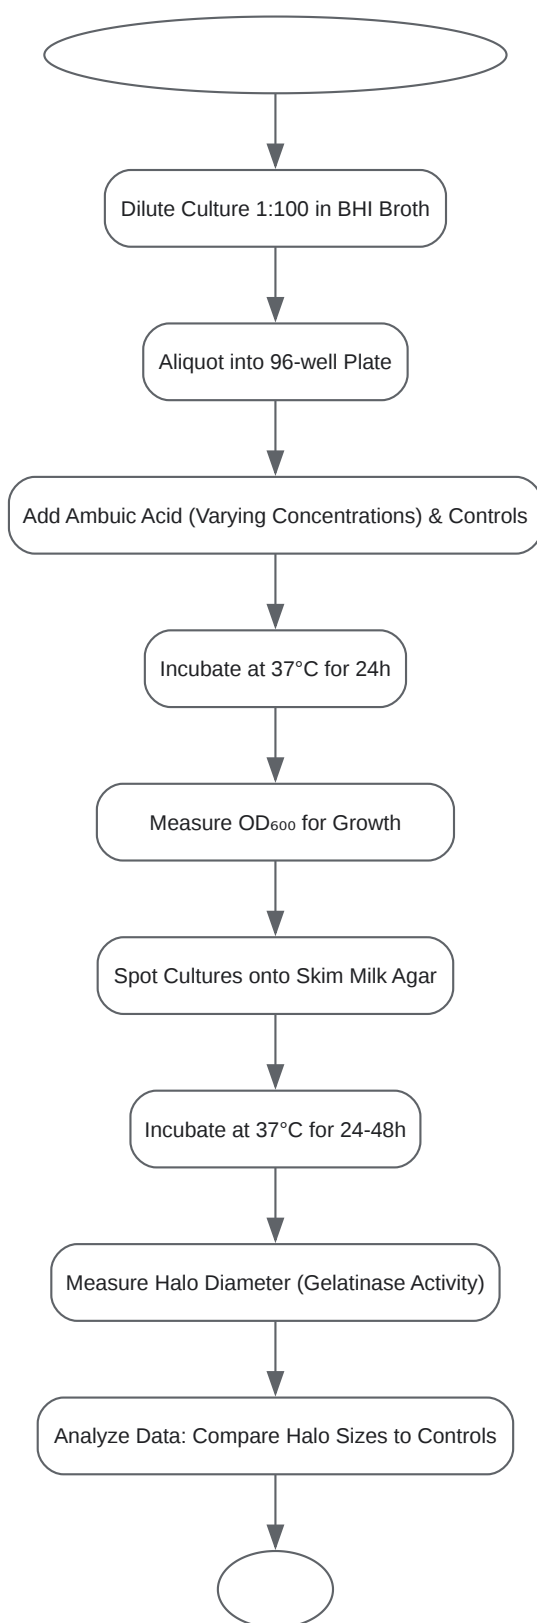 Dilute Culture 1:100 in BHI Broth
Aliquot into 96-well Plate
Add Ambuic Acid (Varying Concentrations) & Controls
Incubate at 37°C for 24h
Measure OD₆₀₀ for Growth
Spot Cultures onto Skim Milk Agar
Incubate at 37°C for 24-48h
Measure Halo Diameter (Gelatinase Activity)
Analyze Data: Compare Halo Sizes to Controls